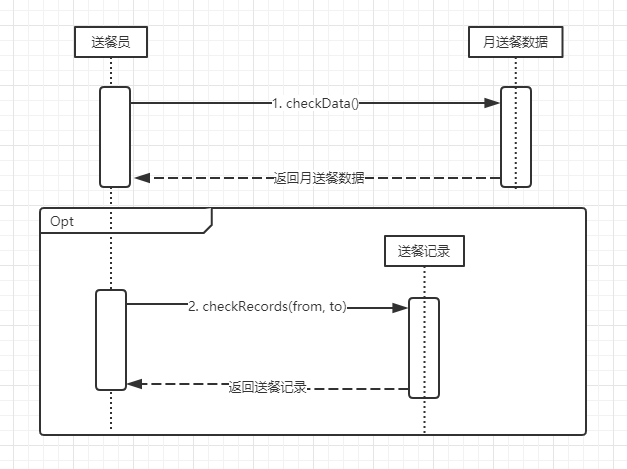 送餐员
月送餐数据
1. checkData()
返回月送餐数据
Opt
送餐记录
2. checkRecords(from, to)
返回送餐记录